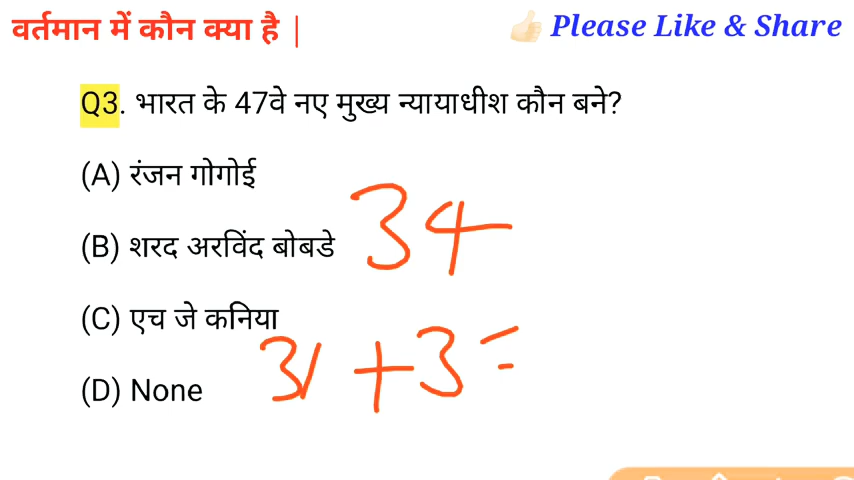 वर्तमान में कौन क्या है |
👍🏻 Please Like & Share
Q3. भारत के 47वे नए मुख्य न्यायाधीश कौन बने?
(A) रंजन गोगोई
34
(B) शरद अरविंद बोबडे
(C) एच जे कनिया
31 + 3 =
(D) None